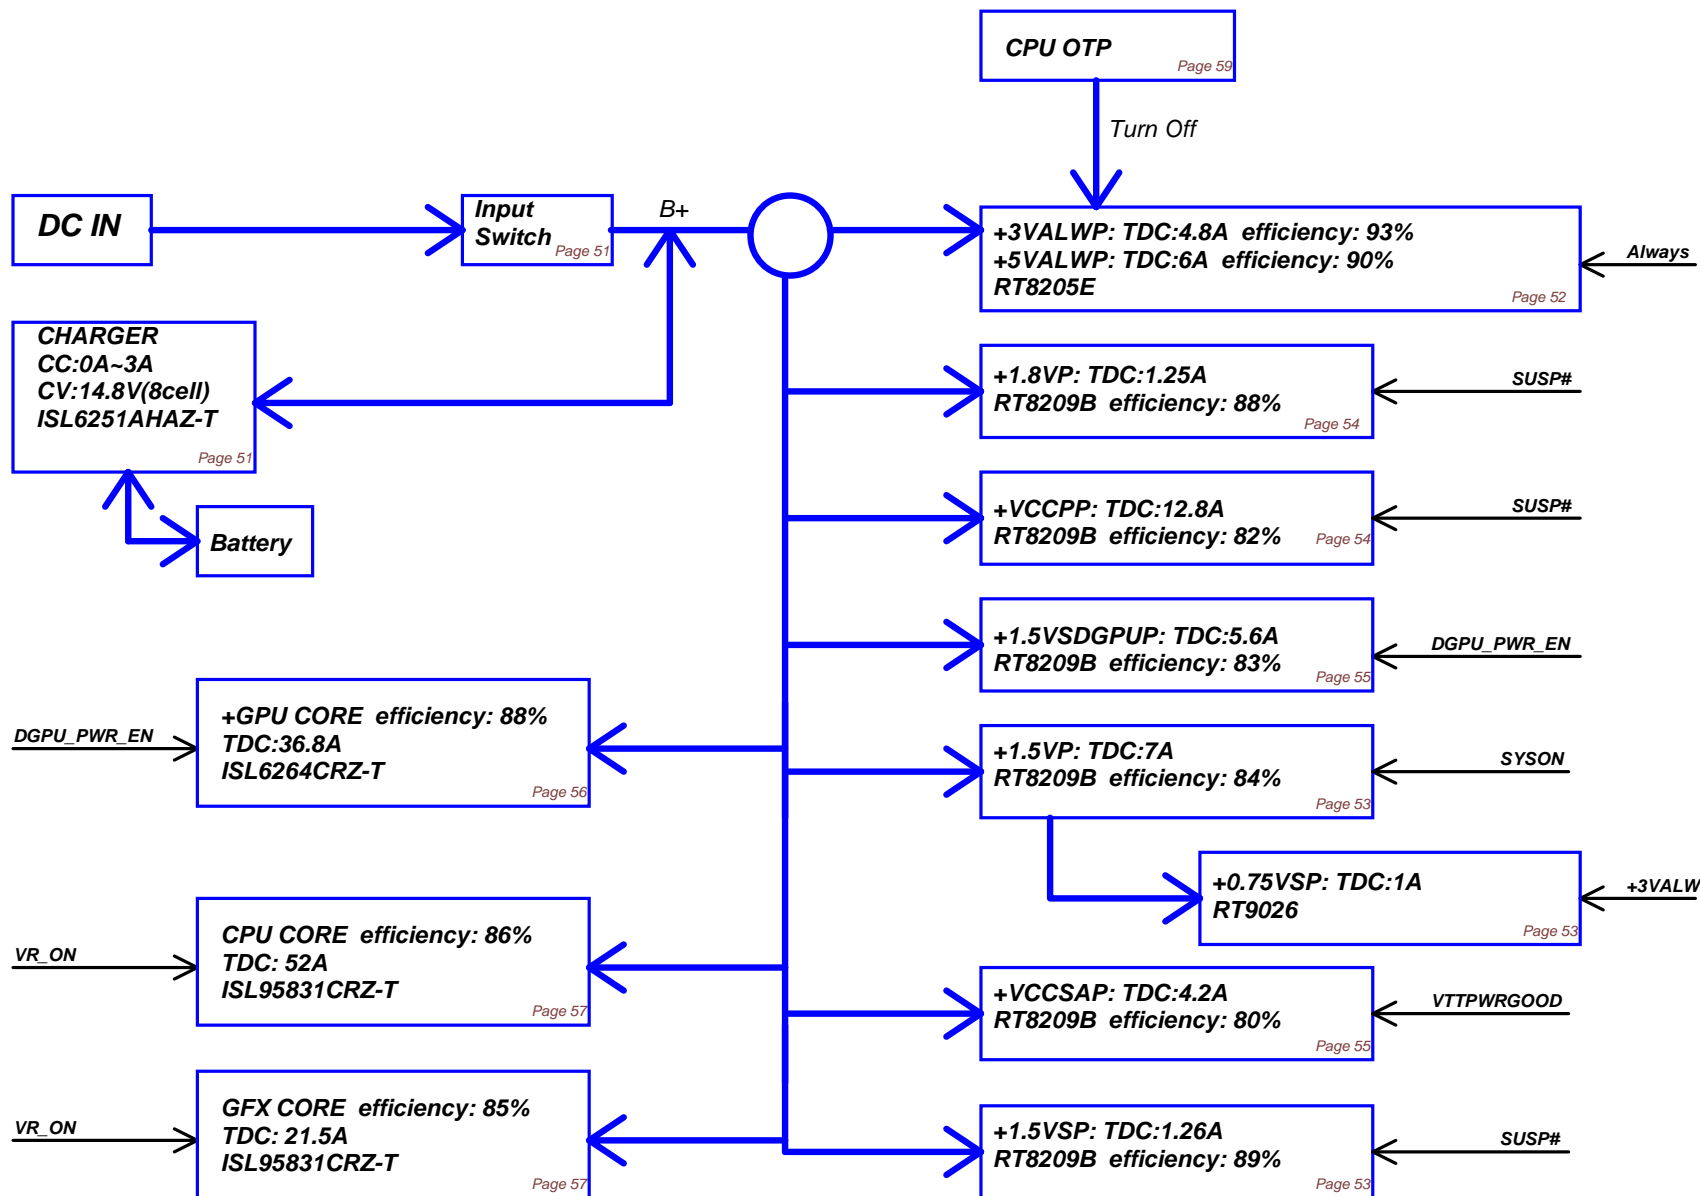 CPU OTP
Page 59
Turn Off
DC IN
Input
Switch
Page 51
B+
+3VALWP: TDC:4.8A efficiency: 93%
+5VALWP: TDC:6A efficiency: 90%
RT8205E
Page 52
Always
CHARGER
CC:0A~3A
CV:14.8V(8cell)
ISL6251AHAZ-T
Page 51
Battery
+1.8VP: TDC:1.25A
RT8209B efficiency: 88%
Page 54
SUSP#
+VCCPP: TDC:12.8A
RT8209B efficiency: 82%
Page 54
SUSP#
+1.5VSDGPUP: TDC:5.6A
RT8209B efficiency: 83%
Page 55
DGPU_PWR_EN
DGPU_PWR_EN
+GPU CORE efficiency: 88%
TDC:36.8A
ISL6264CRZ-T
Page 56
+1.5VP: TDC:7A
RT8209B efficiency: 84%
Page 53
SYSON
+0.75VSP: TDC:1A
RT9026
Page 53
+3VALW
VR_ON
CPU CORE efficiency: 86%
TDC: 52A
ISL95831CRZ-T
Page 57
+VCCSAP: TDC:4.2A
RT8209B efficiency: 80%
Page 55
VTTPWRGOOD
VR_ON
GFX CORE efficiency: 85%
TDC: 21.5A
ISL95831CRZ-T
Page 57
+1.5VSP: TDC:1.26A
RT8209B efficiency: 89%
Page 53
SUSP#